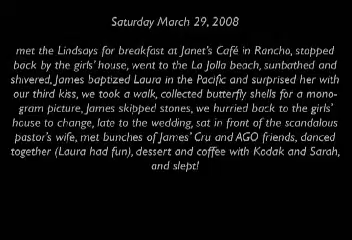 Saturday March 29, 2008
met the Lindsays for breakfast at Janet's Café in Rancho, stopped
back by the girls' house, went to the La Jolla beach, sunbathed and
shivered, James baptized Laura in the Pacific and surprised her with
our third kiss, we took a walk, collected butterfly shells for a mono-
gram picture, James skipped stones, we hurried back to the girls'
house to change, late to the wedding, sat in front of the scandalous
pastor's wife, met bunches of James' Cru and AGO friends, danced
together (Laura had fun), dessert and coffee with Kodak and Sarah,
and slept!